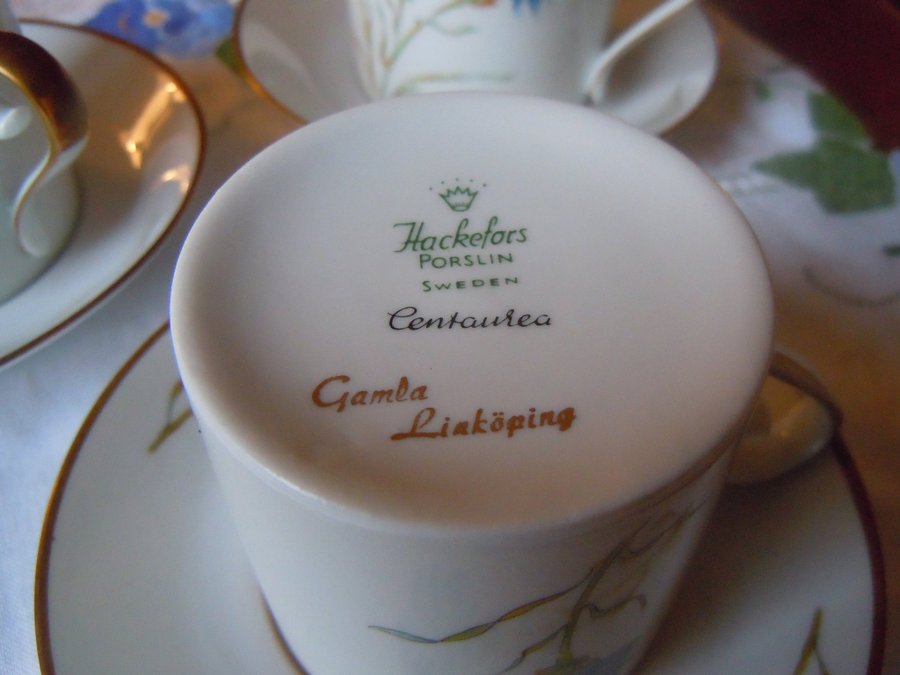 Hackefors
PORSLIN
SWEDEN
Centaurea
Gamla
Linköping